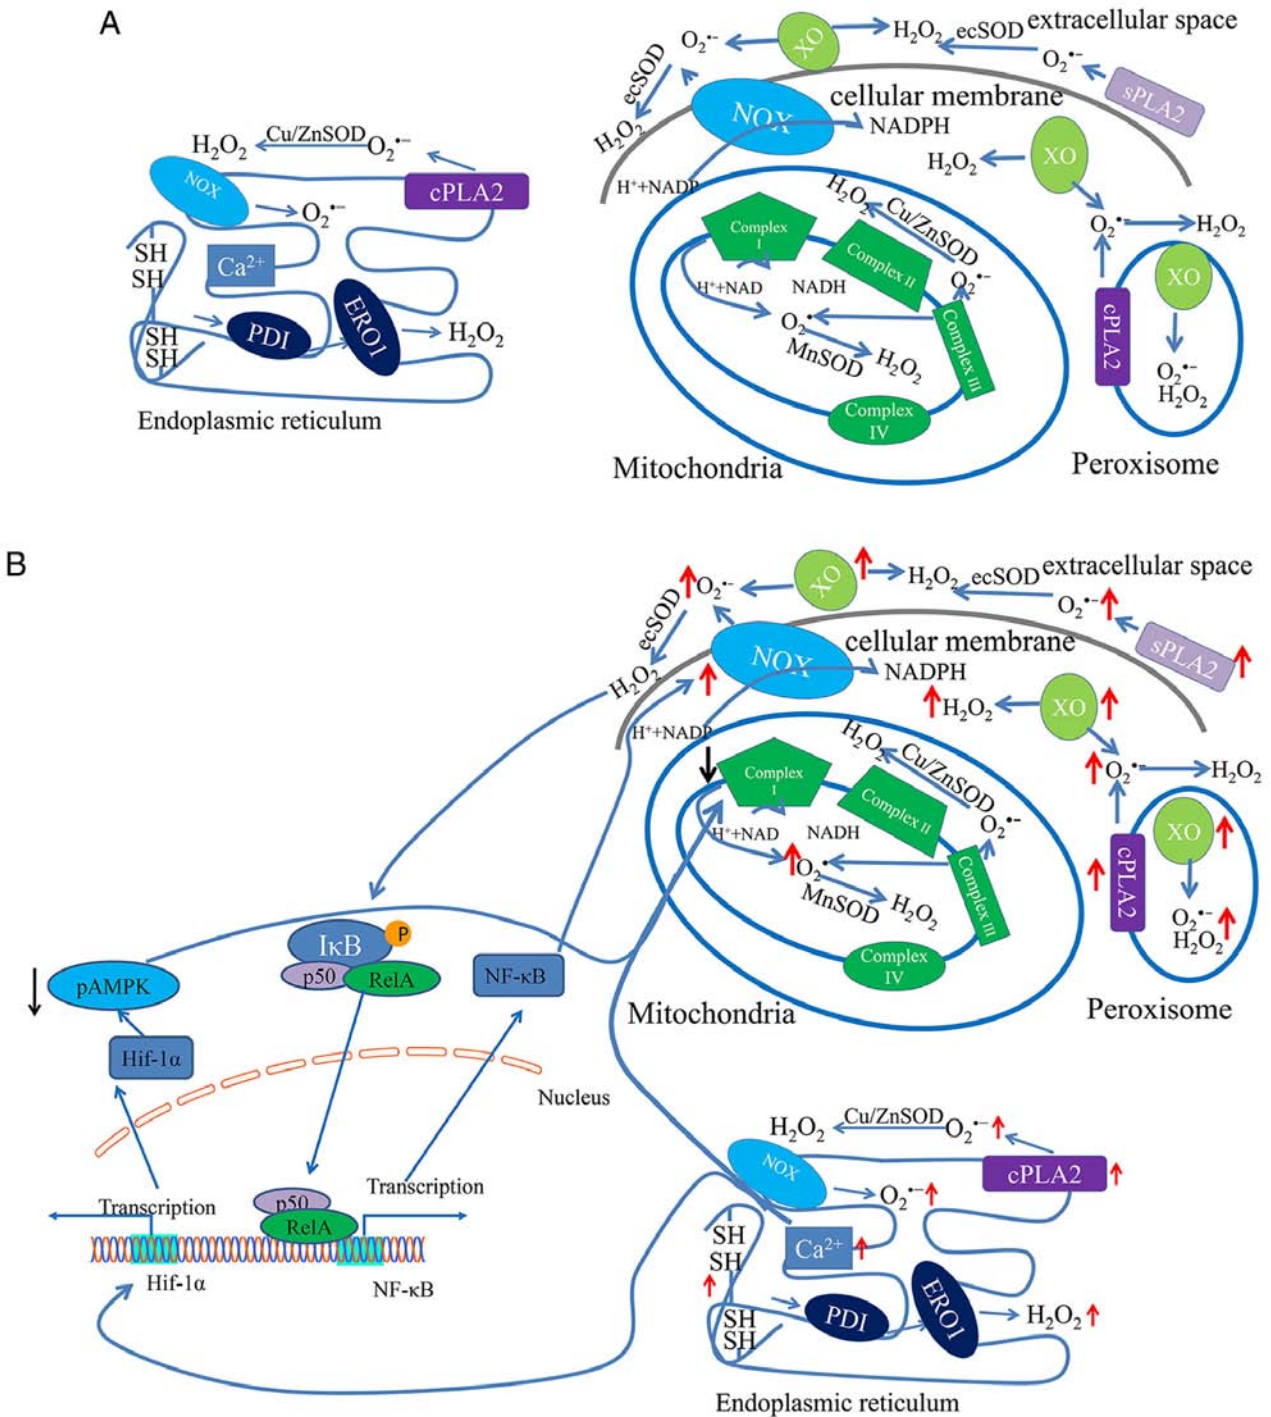 A
extracellular space
O₂•− XO H₂O₂ ecSOD O₂•− sPLA2
ecSOD
H₂O₂
NOX
cellular membrane
NADPH
H⁺+NADP
H₂O₂ XO
O₂•− H₂O₂
XO
cPLA2
O₂•−
H₂O₂
Peroxisome
Complex
I
H₂O₂ Cu/ZnSOD
Complex II
O₂•−
H⁺+NAD NADH
O₂•
MnSOD H₂O₂
Complex III
Complex
IV
Mitochondria
H₂O₂ Cu/ZnSOD O₂•−
NOX
cPLA2
O₂•−
SH
SH
Ca²⁺
SH
SH
PDI
ERO1
H₂O₂
Endoplasmic reticulum
B
extracellular space
O₂•− XO H₂O₂ ecSOD O₂•− sPLA2
ecSOD
H₂O₂
NOX
cellular membrane
NADPH
H⁺+NADP
H₂O₂ XO
O₂•− H₂O₂
XO
cPLA2
O₂•−
H₂O₂
Peroxisome
Complex
I
H₂O₂ Cu/ZnSOD
Complex II
O₂•−
H⁺+NAD NADH
O₂•
MnSOD H₂O₂
Complex III
Complex
IV
Mitochondria
IκB P
p50 RelA
NF-κB
pAMPK
Hif-1α
Nucleus
Transcription
Transcription
p50
RelA
Hif-1α
NF-κB
H₂O₂ Cu/ZnSOD O₂•−
NOX
cPLA2
O₂•−
SH
SH
Ca²⁺
SH
SH
PDI
ERO1
H₂O₂
Endoplasmic reticulum